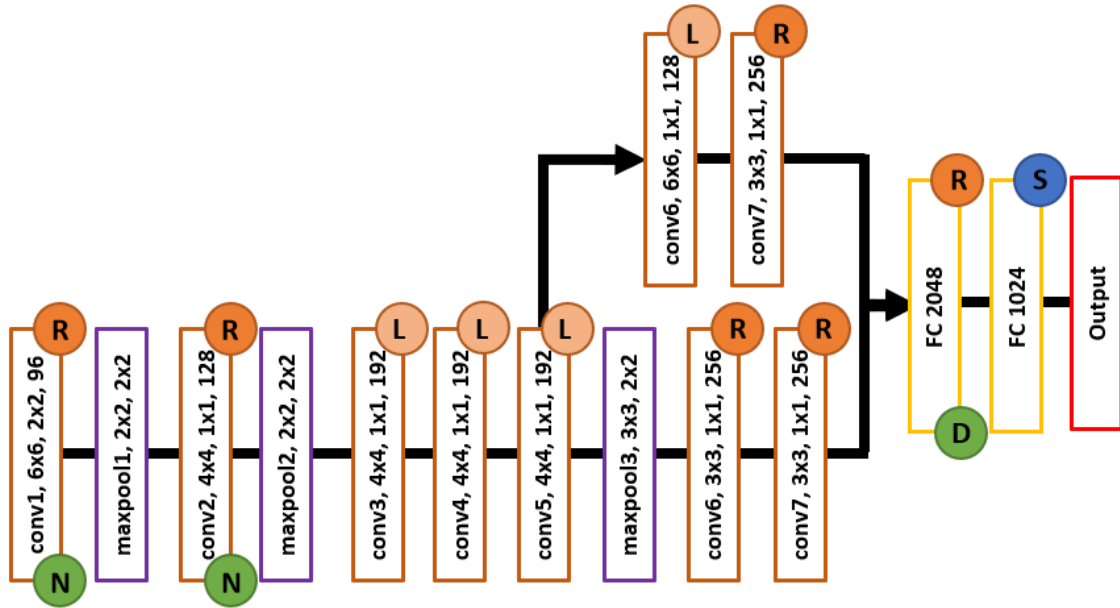 L
R
conv6, 6x6, 1x1, 128
conv7, 3x3, 1x1, 256
R
conv1, 6x6, 2x2, 96
N
maxpool1, 2x2, 2x2
R
conv2, 4x4, 1x1, 128
N
maxpool2, 2x2, 2x2
L
conv3, 4x4, 1x1, 192
L
conv4, 4x4, 1x1, 192
L
conv5, 4x4, 1x1, 192
maxpool3, 3x3, 2x2
R
conv6, 3x3, 1x1, 256
R
conv7, 3x3, 1x1, 256
R
FC 2048
D
S
FC 1024
Output